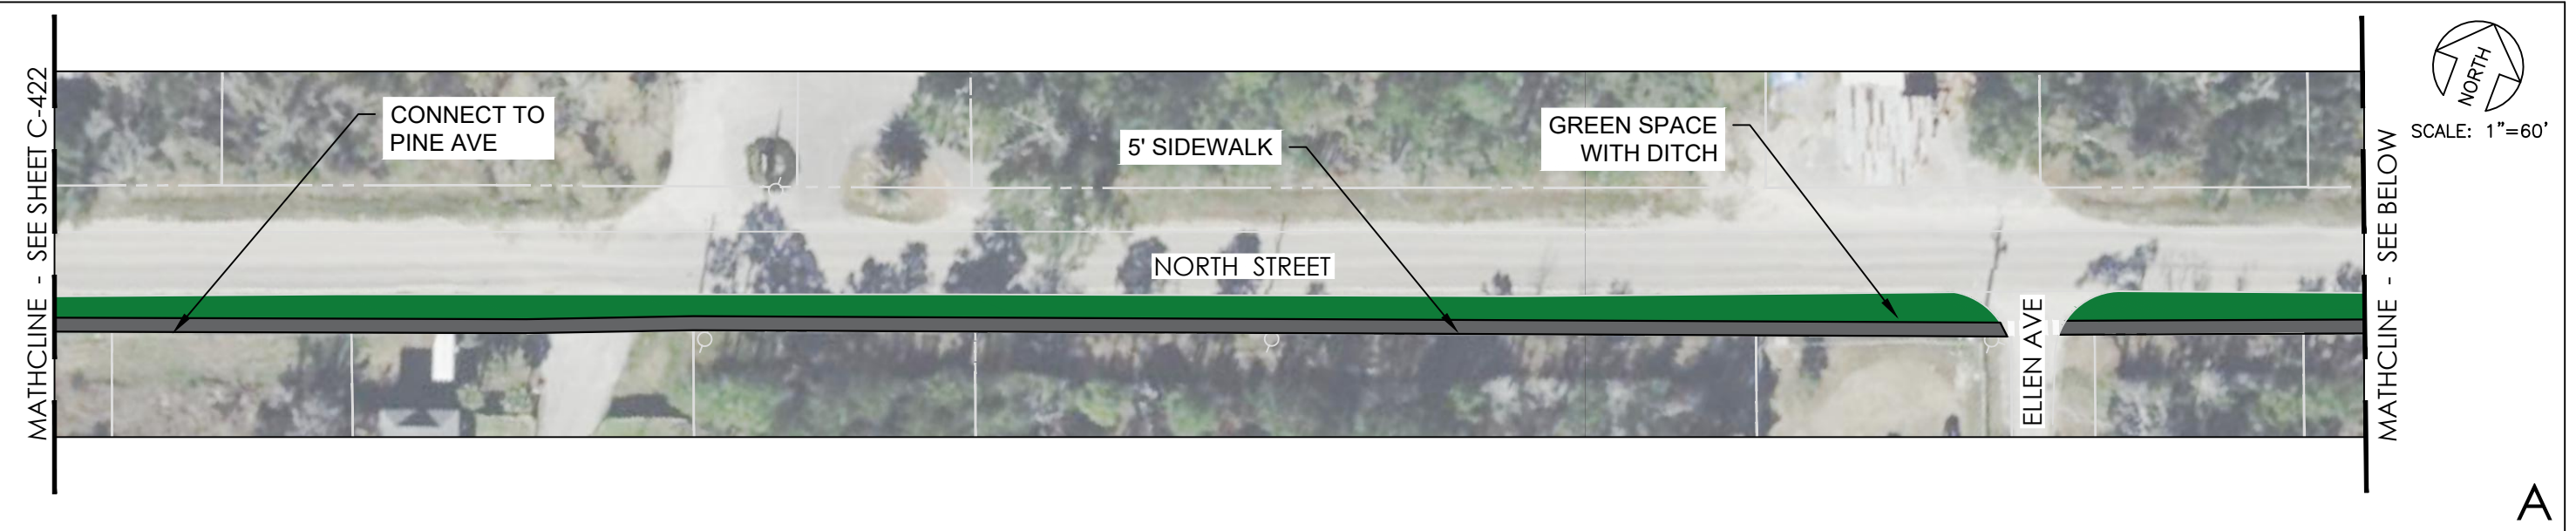 MATHCLINE - SEE SHEET C-422
CONNECT TO
PINE AVE
5' SIDEWALK
GREEN SPACE
WITH DITCH
NORTH STREET
ELLEN AVE
MATHCLINE - SEE BELOW
NORTH
SCALE: 1”=60’
A